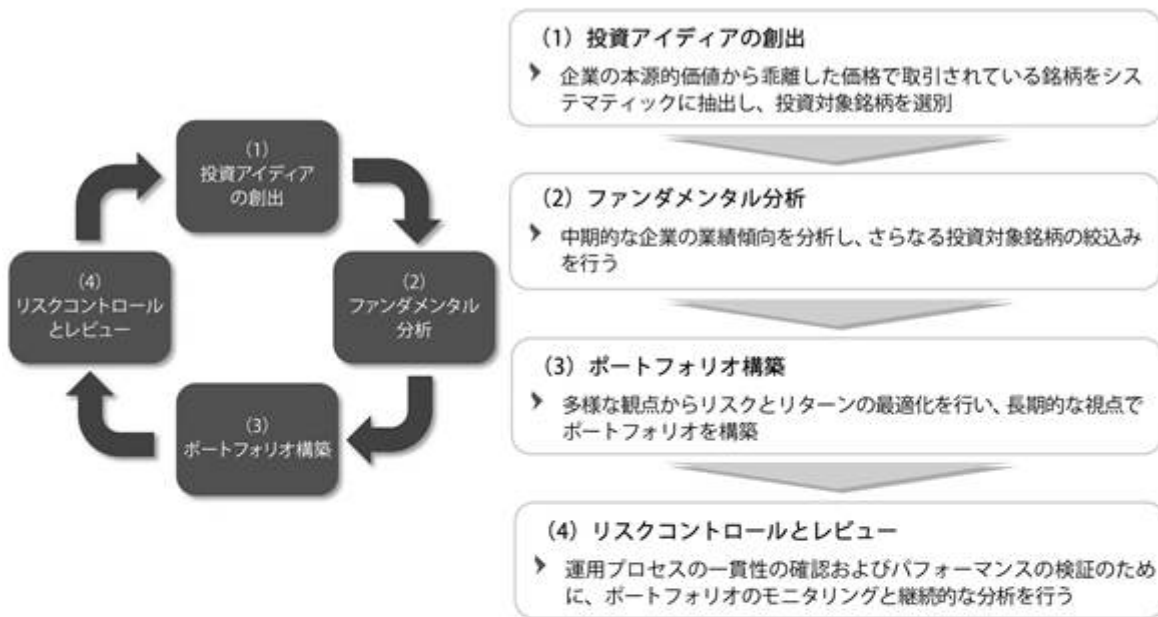 (1)
投資アイディア
の創出
(2)
ファンダメンタル
分析
(3)
ポートフォリオ構築
(4)
リスクコントロール
とレビュー
(1) 投資アイディアの創出
企業の本源的価値から乖離した価格で取引されている銘柄をシス
テマティックに抽出し、投資対象銘柄を選別
(2) ファンダメンタル分析
中期的な企業の業績傾向を分析し、さらなる投資対象銘柄の絞込み
を行う
(3) ポートフォリオ構築
多様な観点からリスクとリターンの最適化を行い、長期的な視点で
ポートフォリオを構築
(4) リスクコントロールとレビュー
運用プロセスの一貫性の確認およびパフォーマンスの検証のため
に、ポートフォリオのモニタリングと継続的な分析を行う